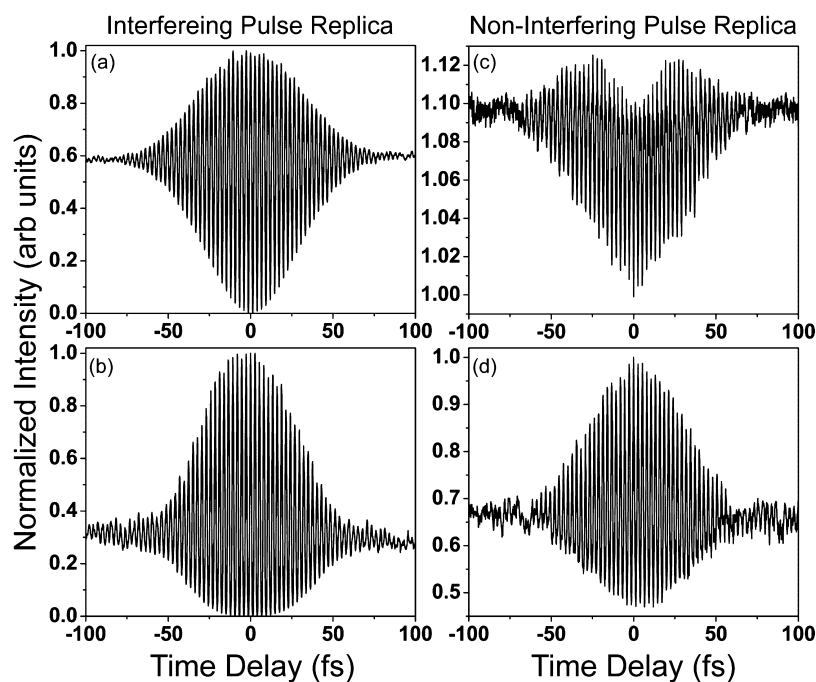 Interfereing Pulse Replica
Non-Interfering Pulse Replica
Normalized Intensity (arb units)
(a)
1.0
0.8
0.6
0.4
0.2
0.0
-100 -50 0 50 100
(c)
1.12
1.10
1.08
1.06
1.04
1.02
1.00
-100 -50 0 50 100
(b)
1.0
0.8
0.6
0.4
0.2
0.0
-100 -50 0 50 100
Time Delay (fs)
(d)
1.0
0.9
0.8
0.7
0.6
0.5
-100 -50 0 50 100
Time Delay (fs)